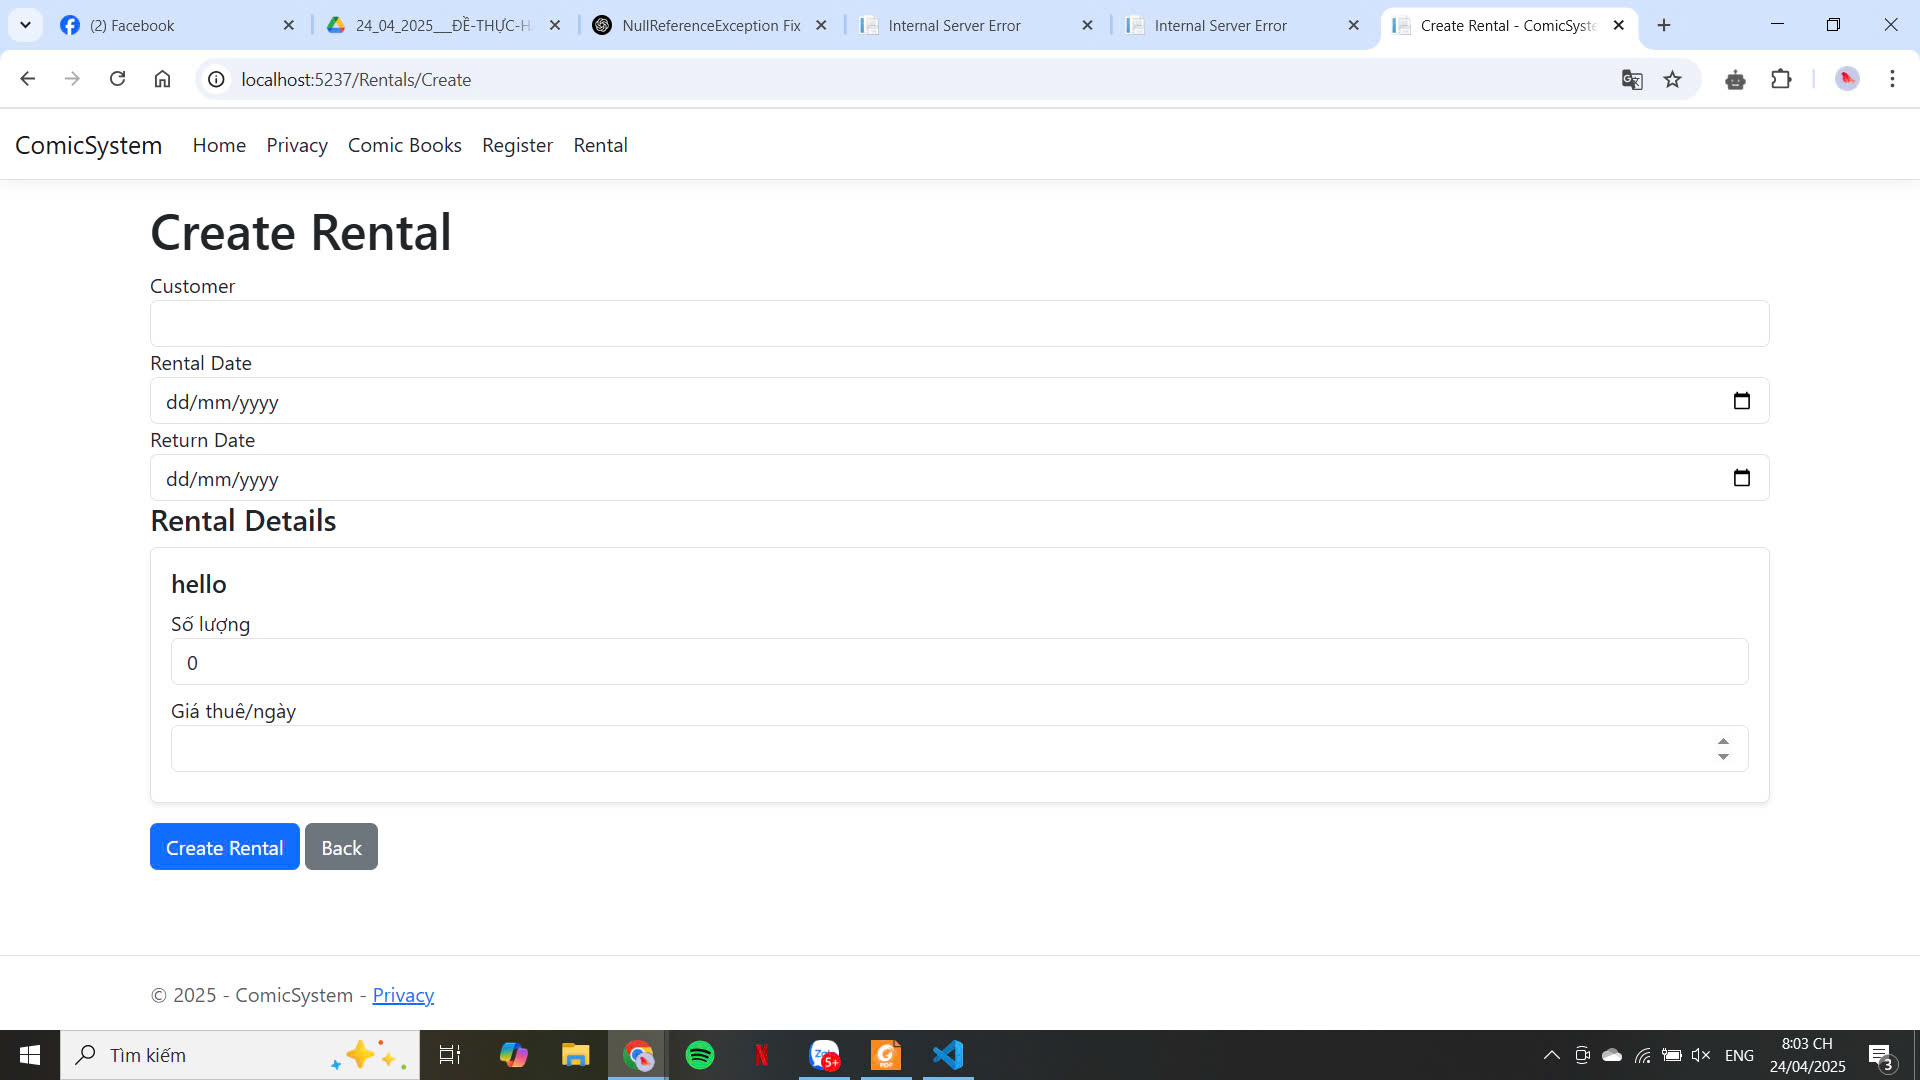 (2) Facebook
24_04_2025___ĐỀ-THỰC-H
NullReferenceException Fix
Internal Server Error
Internal Server Error
Create Rental - ComicSyste
localhost:5237/Rentals/Create
ComicSystem
Home
Privacy
Comic Books
Register
Rental
Create Rental
Customer
Rental Date
dd/mm/yyyy
Return Date
dd/mm/yyyy
Rental Details
hello
Số lượng
0
Giá thuê/ngày
Create Rental
Back
© 2025 - ComicSystem - Privacy
Tìm kiếm
5+
ENG
8:03 CH
24/04/2025
3